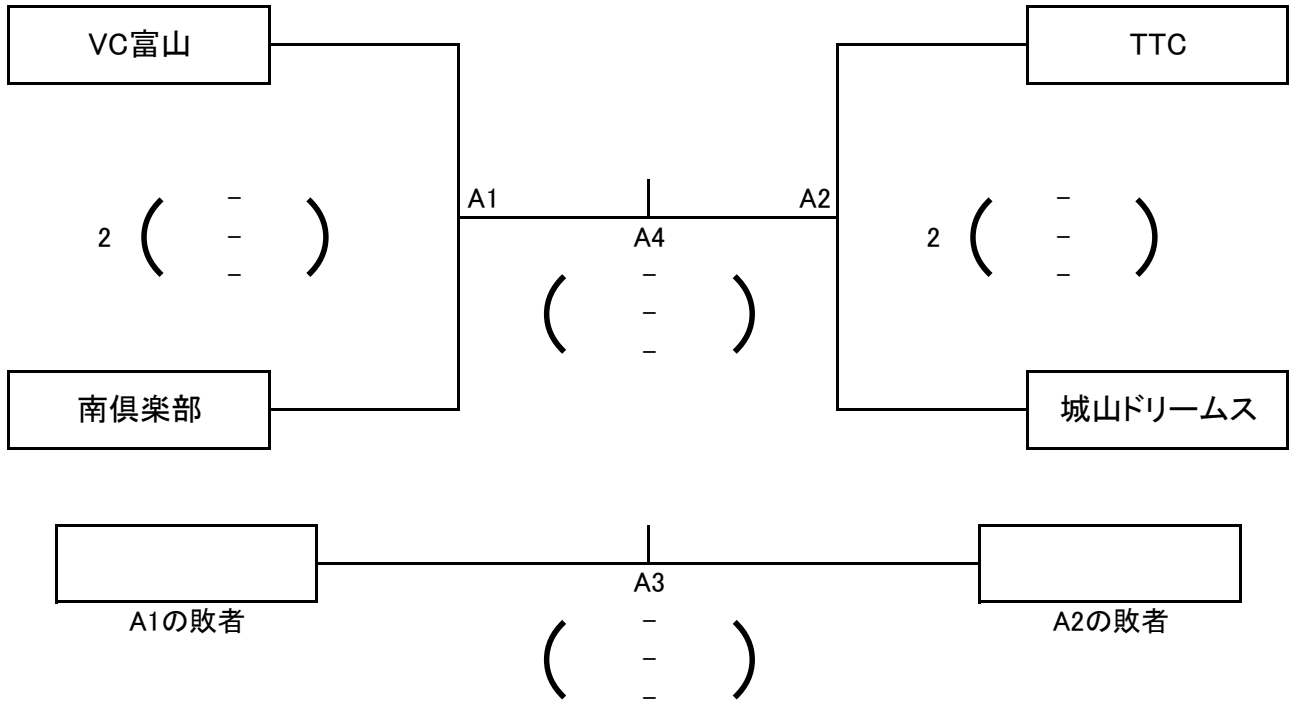 VC富山
TTC
A1
A2
2 ( - - - )
A4
2 ( - - - )
( - - - )
南倶楽部
城山ドリームス
A3
A1の敗者
A2の敗者
( - - - )